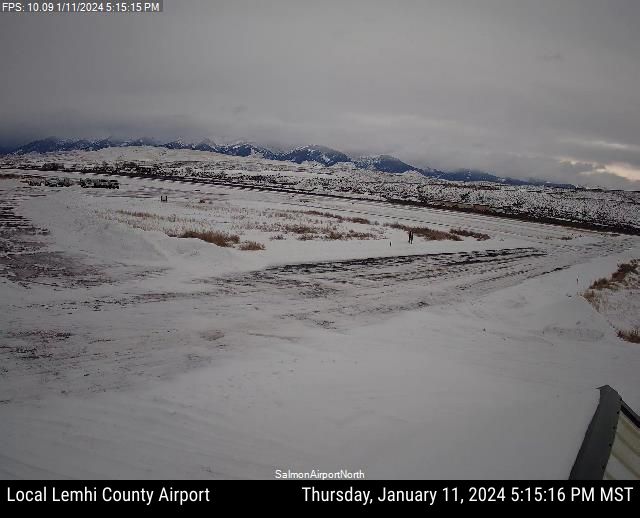 FPS: 10.09 1/11/2024 5:15:15 PM
SalmonAirportNorth
Local Lemhi County Airport Thursday, January 11, 2024 5:15:16 PM MST